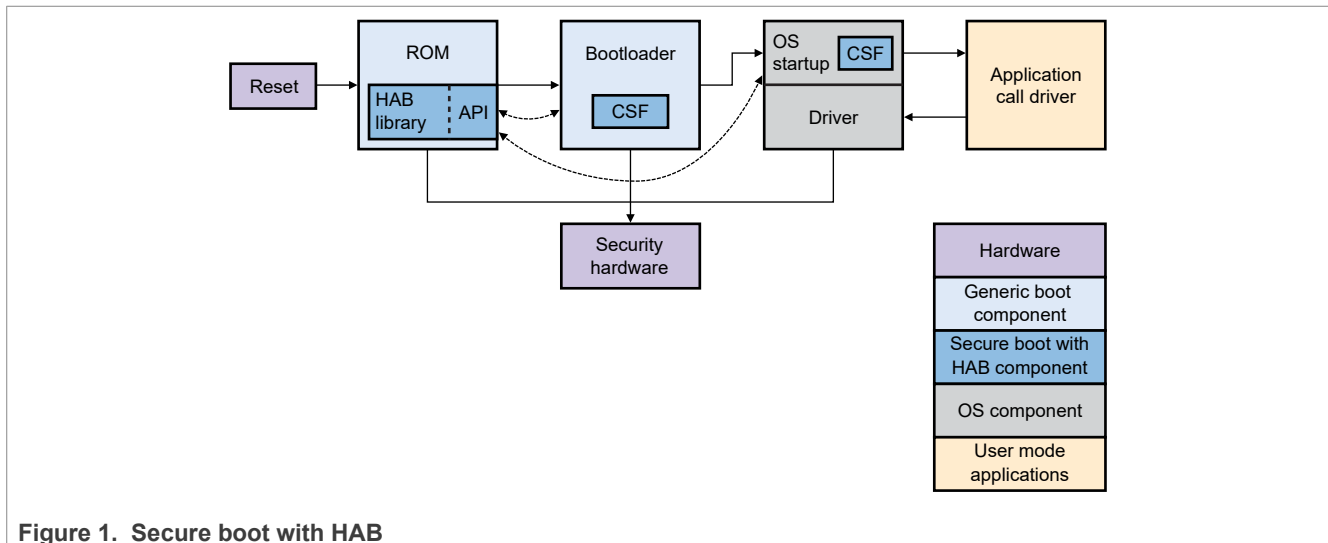 ROM
Bootloader
OS
startup
CSF
Application
call driver
Reset
HAB
library
API
CSF
Driver
Security
hardware
Hardware
Generic boot
component
Secure boot with
HAB component
OS component
User mode
applications
Figure 1. Secure boot with HAB